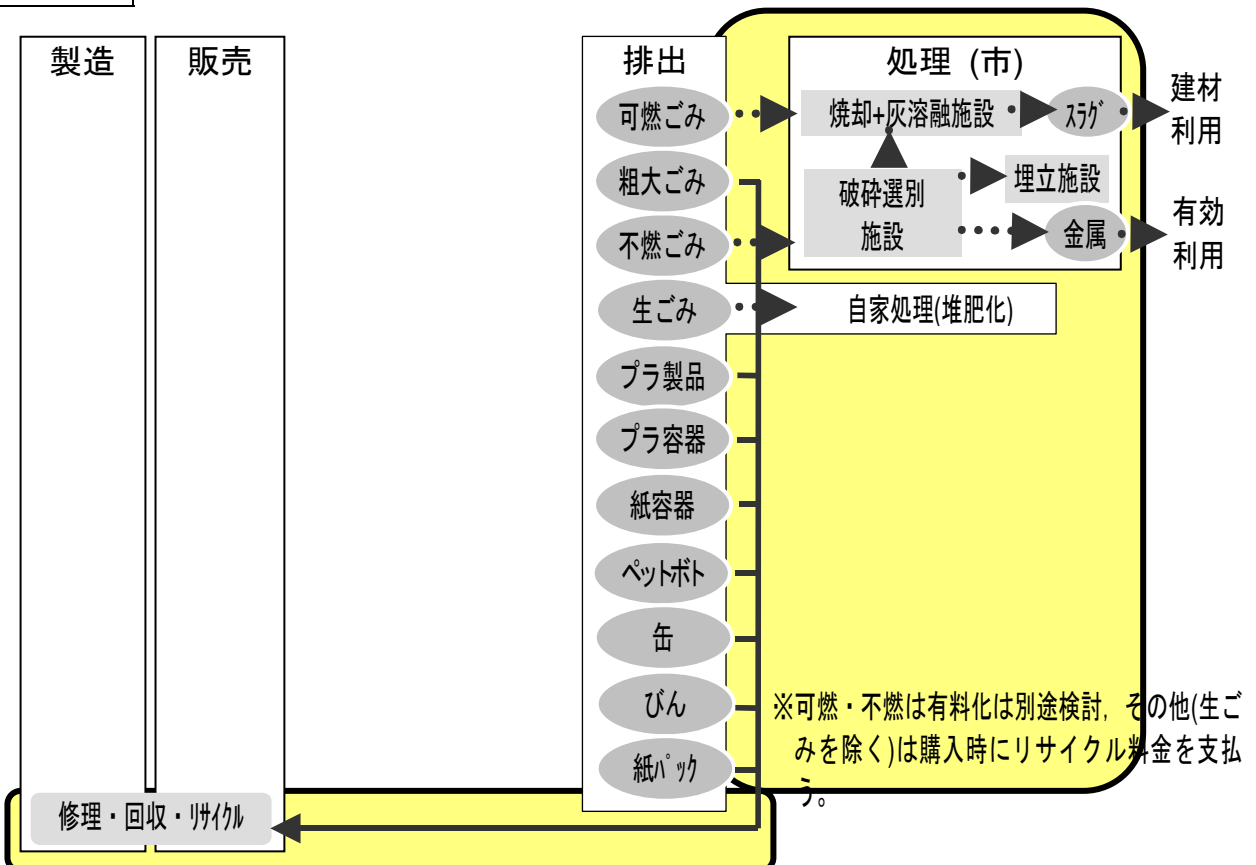 製造
販売
排出
処理 (市)
可燃ごみ
焼却+灰溶融施設
ｽﾗｸﾞ
建材
利用
粗大ごみ
破砕選別
施設
埋立施設
不燃ごみ
金属
有効
利用
生ごみ
自家処理(堆肥化)
プラ製品
プラ容器
紙容器
ペットボト
缶
びん
紙ﾊﾟｯｸ
※可燃・不燃は有料化は別途検討，その他(生ご
みを除く)は購入時にリサイクル料金を支払
う。
修理・回収・ﾘｻｲｸﾙ